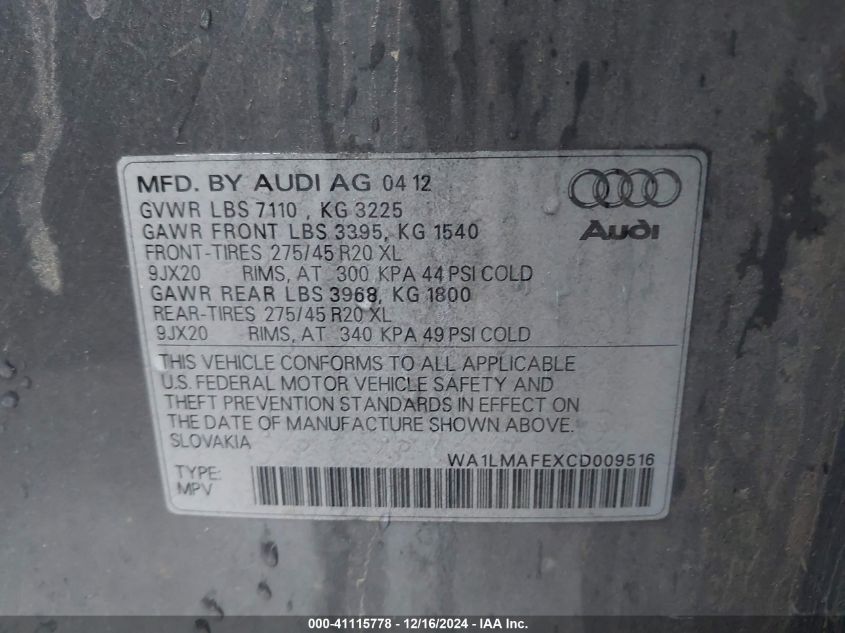 MFD. BY AUDI AG 04 12
GVWR LBS 7110 , KG 3225
GAWR FRONT LBS 3395, KG 1540
FRONT-TIRES 275/45 R20 XL
9JX20 RIMS, AT 300 KPA 44 PSI COLD
GAWR REAR LBS 3968, KG 1800
REAR-TIRES 275/45 R20 XL
9JX20 RIMS, AT 340 KPA 49 PSI COLD
Audi
THIS VEHICLE CONFORMS TO ALL APPLICABLE
U.S. FEDERAL MOTOR VEHICLE SAFETY AND
THEFT PREVENTION STANDARDS IN EFFECT ON
THE DATE OF MANUFACTURE SHOWN ABOVE.
SLOVAKIA
WA1LMAFEXCD009516
TYPE:
MPV
000-41115778 - 12/16/2024 - IAA Inc.